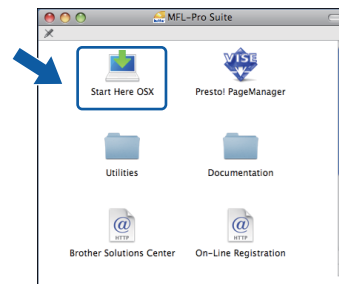 MFL-Pro Suite
VISE
Start Here OSX
Presto! PageManager
Utilities
Documentation
@
HTTP
@
HTTP
Brother Solutions Center
On-Line Registration